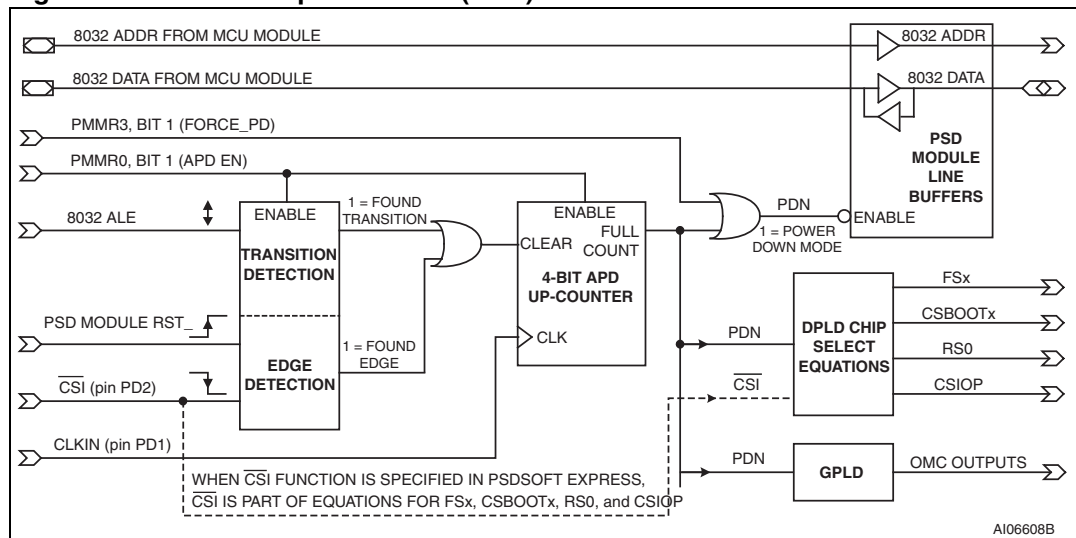 8032 ADDR FROM MCU MODULE
8032 ADDR
8032 DATA FROM MCU MODULE
8032 DATA
PSD
MODULE
LINE
BUFFERS
ENABLE
PMMR3, BIT 1 (FORCE_PD)
PMMR0, BIT 1 (APD EN)
8032 ALE
ENABLE
TRANSITION
DETECTION
1 = FOUND
TRANSITION
EDGE
DETECTION
1 = FOUND
EDGE
PSD MODULE RST_
CSI (pin PD2)
CLKIN (pin PD1)
ENABLE
FULL
COUNT
CLEAR
4-BIT APD
UP-COUNTER
CLK
PDN
1 = POWER
DOWN MODE
PDN
CSI
DPLD CHIP
SELECT
EQUATIONS
FSx
CSBOOTx
RS0
CSIOP
PDN
GPLD
OMC OUTPUTS
WHEN CSI FUNCTION IS SPECIFIED IN PSDSOFT EXPRESS,
CSI IS PART OF EQUATIONS FOR FSx, CSBOOTx, RS0, and CSIOP
AI06608B